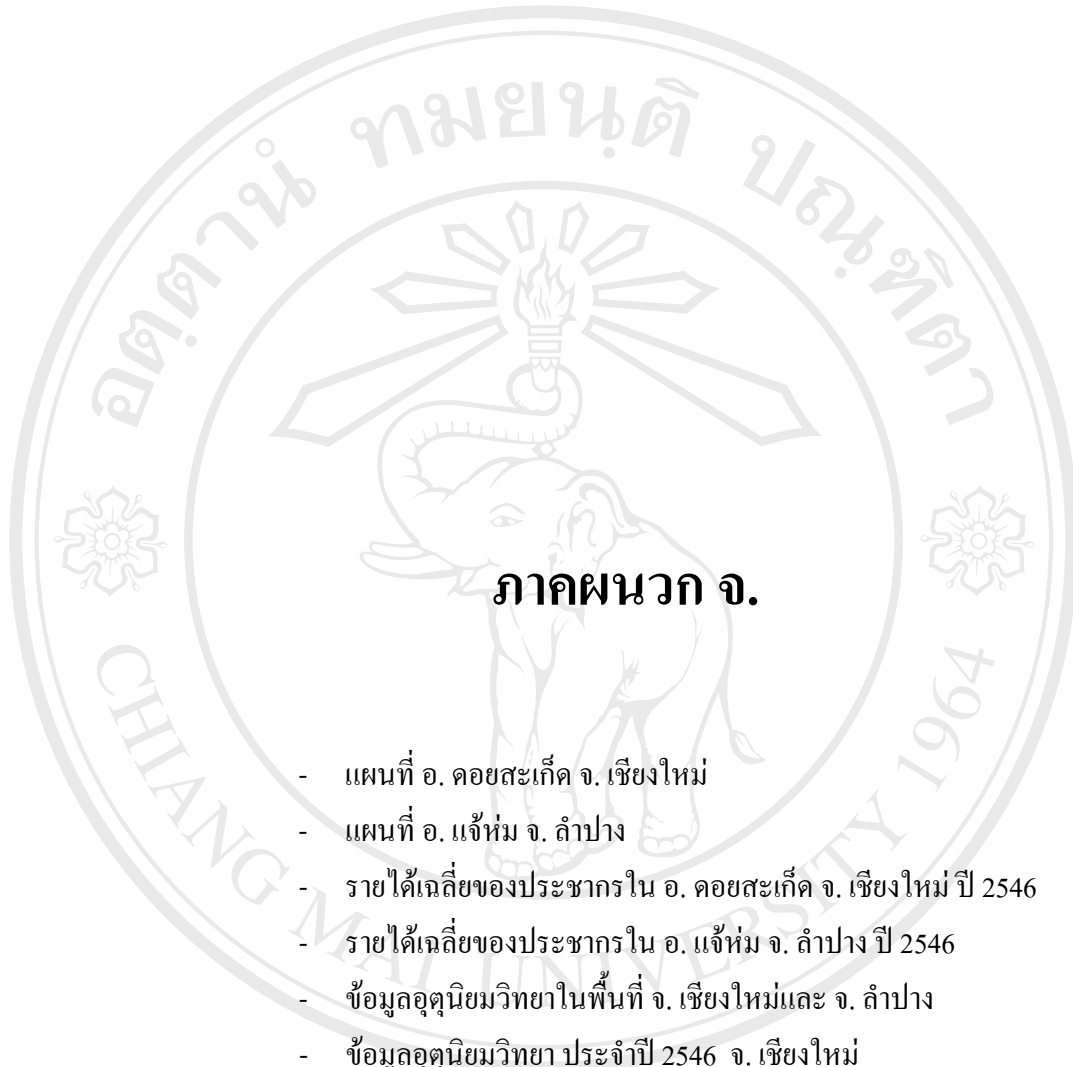 อตฺตานํ ทมยนฺติ ปณฺฑิตา
ภาคผนวก จ.
- แผนที่ อ. ดอยสะเก็ด จ. เชียงใหม่
- แผนที่ อ. แจ้ห่ม จ. ลำปาง
- รายได้เฉลี่ยของประชากรใน อ. ดอยสะเก็ด จ. เชียงใหม่ ปี 2546
- รายได้เฉลี่ยของประชากรใน อ. แจ้ห่ม จ. ลำปาง ปี 2546
- ข้อมูลอุตุนิยมวิทยาในพื้นที่ จ. เชียงใหม่และ จ. ลำปาง
- ข้อมูลอุตุนิยมวิทยา ประจำปี 2546 จ. เชียงใหม่
CHIANG MAI UNIVERSITY 1964